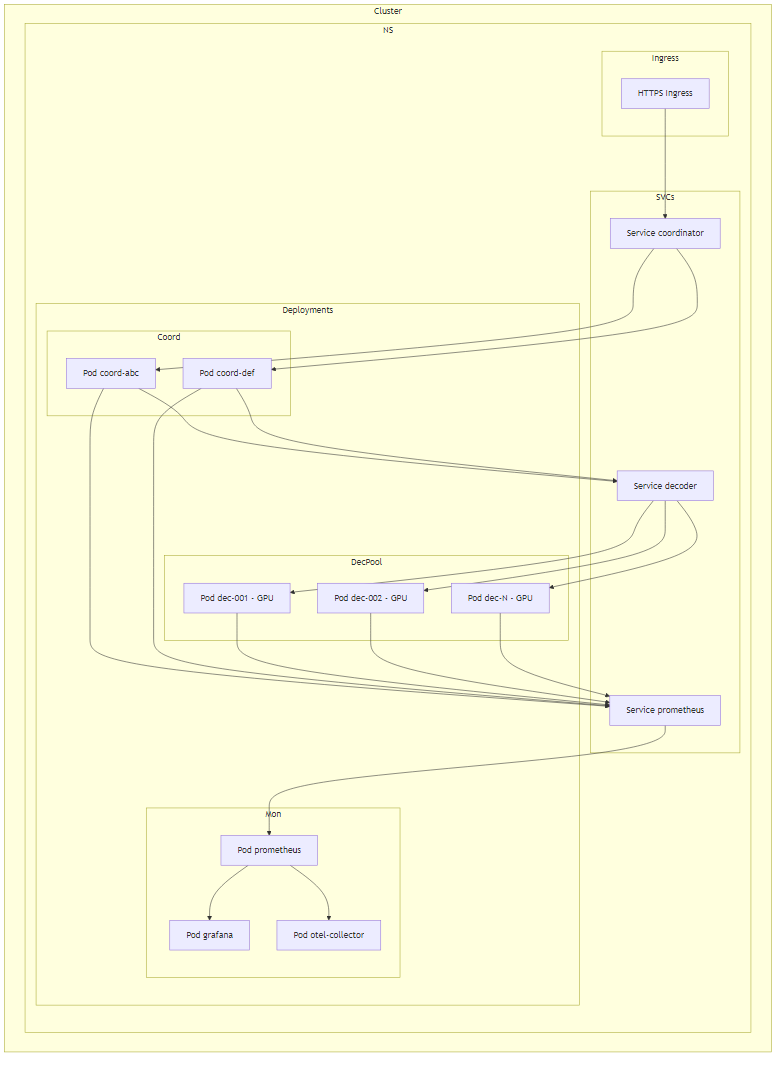 Cluster
NS
Ingress
HTTPS Ingress
SVCs
Service coordinator
Deployments
Coord
Pod coord-abc
Pod coord-def
Service decoder
DecPool
Pod dec-001 - GPU
Pod dec-002 - GPU
Pod dec-N - GPU
Service prometheus
Mon
Pod prometheus
Pod grafana
Pod otel-collector